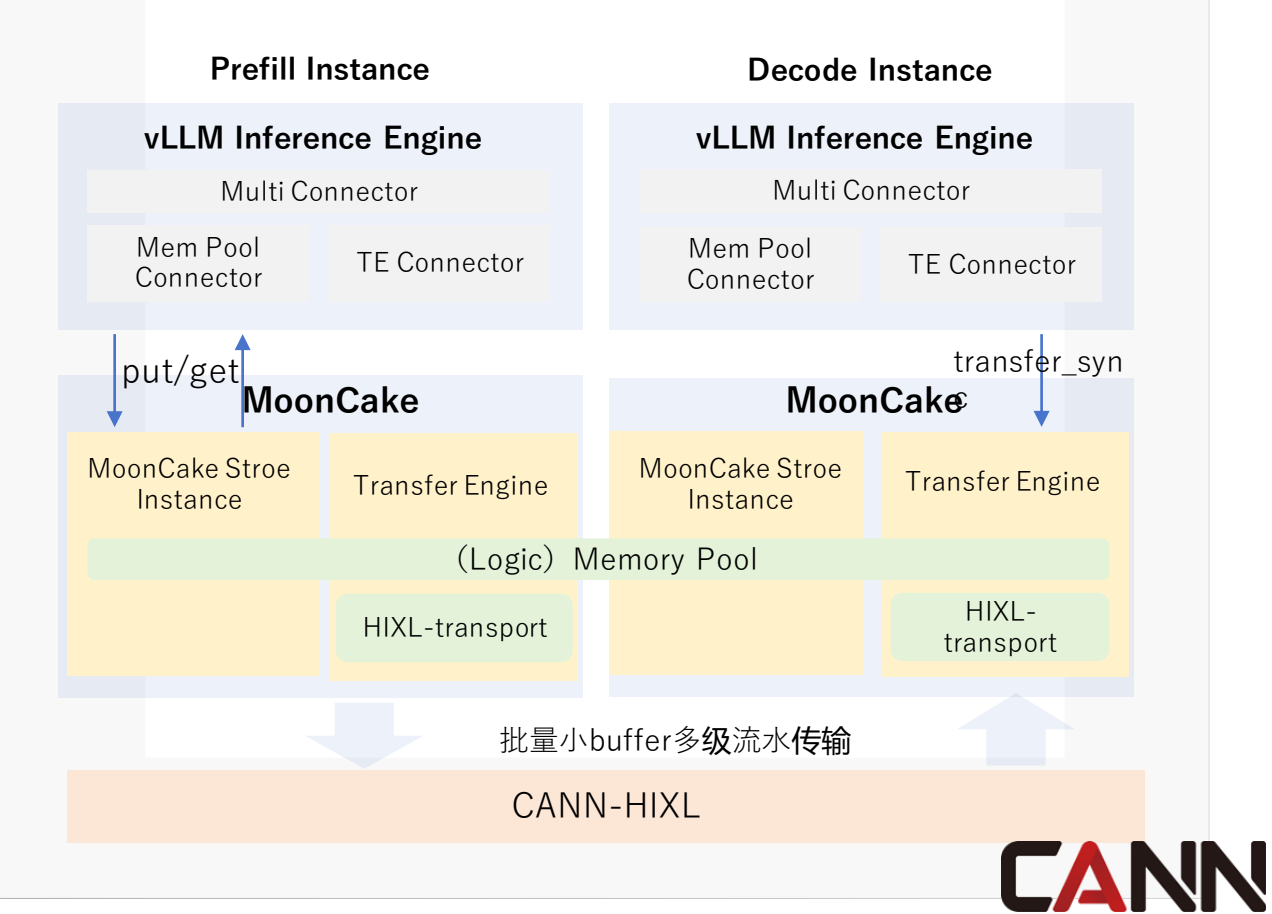 Prefill Instance
Decode Instance
vLLM Inference Engine
vLLM Inference Engine
Multi Connector
Multi Connector
Mem Pool
Connector
TE Connector
Mem Pool
Connector
TE Connector
put/get
transfer_syn
c
MoonCake
MoonCake
MoonCake Stroe
Instance
Transfer Engine
MoonCake Stroe
Instance
Transfer Engine
（Logic）Memory Pool
HIXL-transport
HIXL-
transport
批量小buffer多级流水传输
CANN-HIXL
CANN